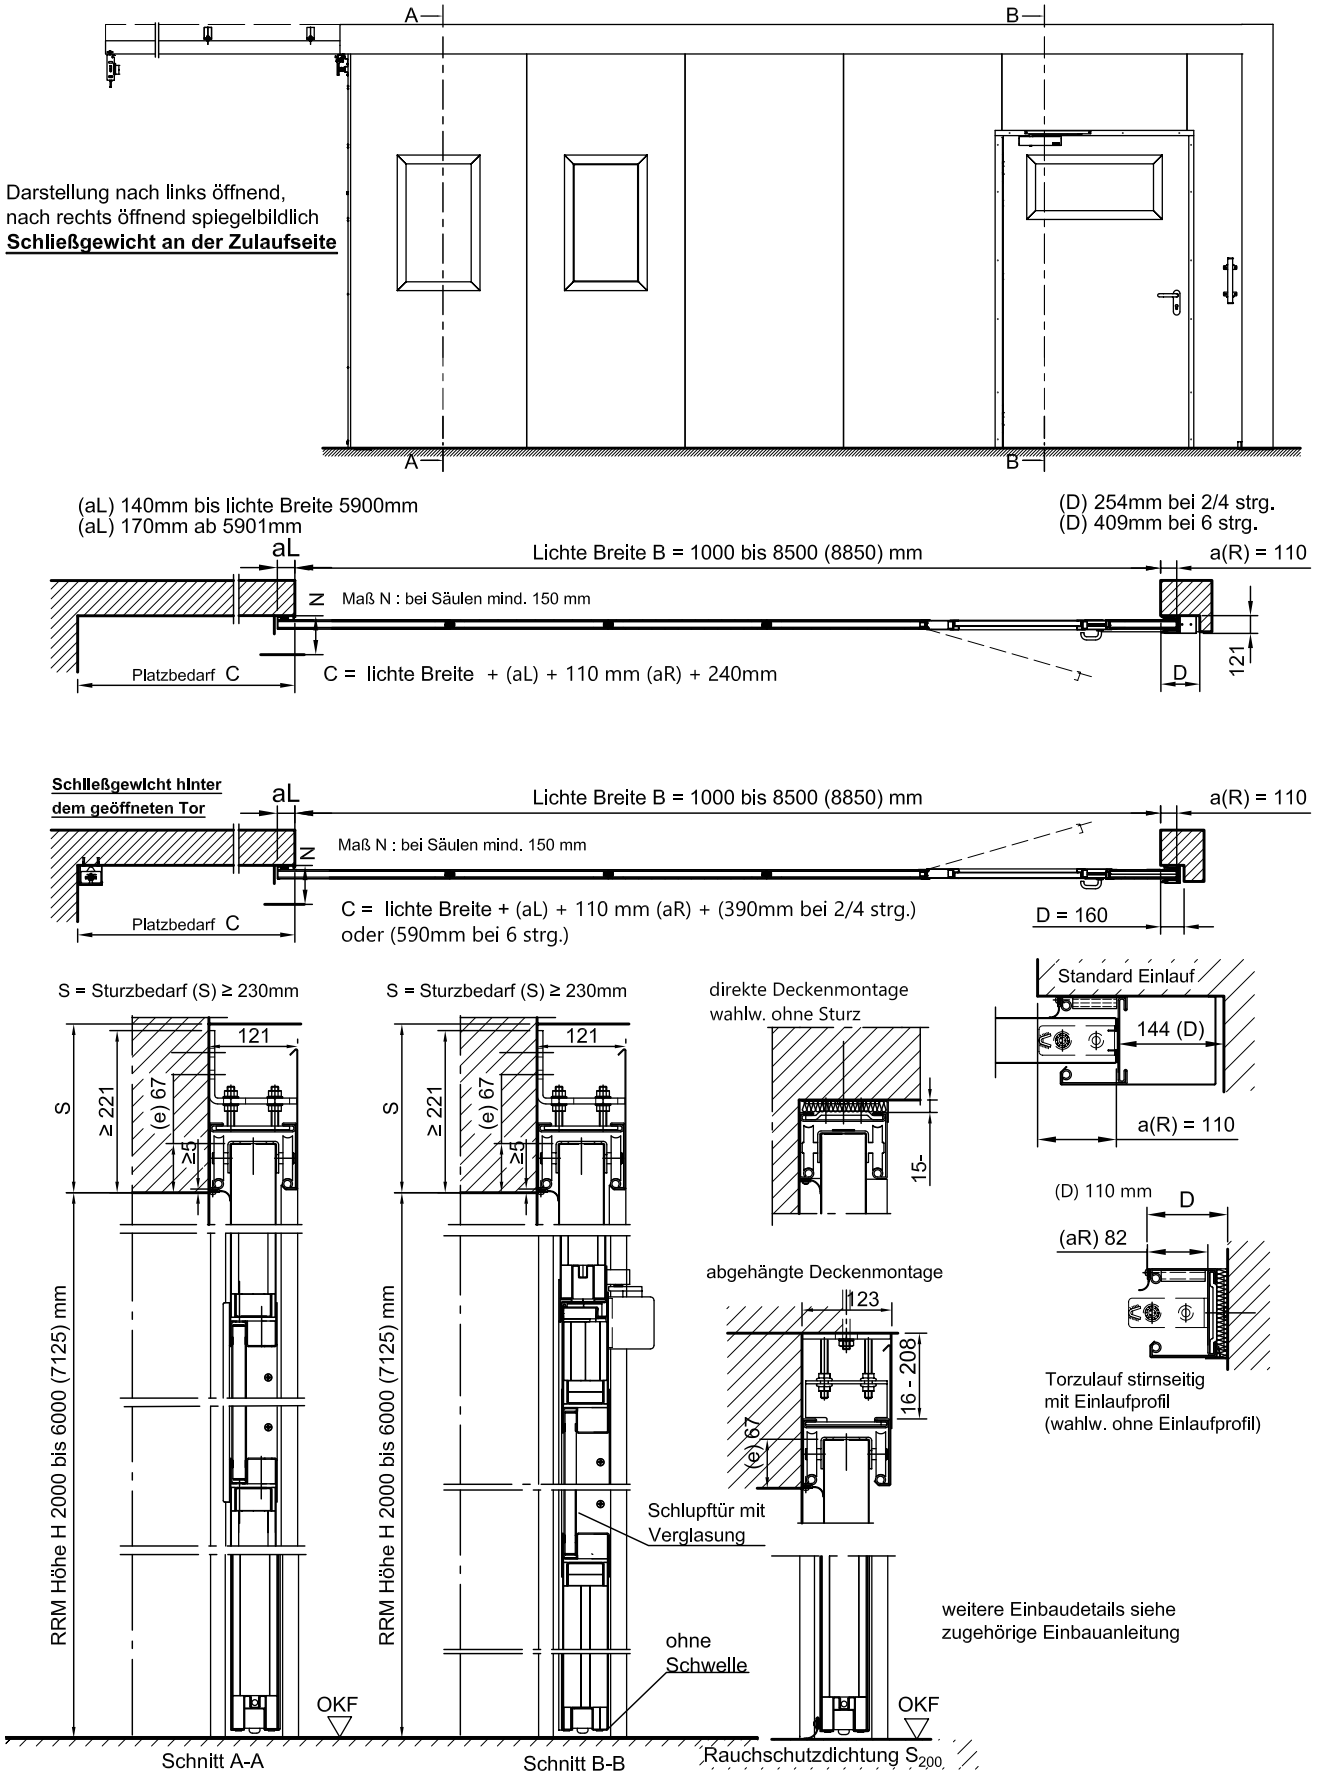 A
B
Darstellung nach links öffnend,
nach rechts öffnend spiegelbildlich
Schließgewicht an der Zulaufseite
A
B
(aL) 140mm bis lichte Breite 5900mm
(aL) 170mm ab 5901mm
(D) 254mm bei 2/4 strg.
(D) 409mm bei 6 strg.
aL
Lichte Breite B = 1000 bis 8500 (8850) mm
a(R) = 110
N
Maß N : bei Säulen mind. 150 mm
Platzbedarf C
C = lichte Breite + (aL) + 110 mm (aR) + 240mm
D
121
Schließgewicht hinter
dem geöffneten Tor
aL
Lichte Breite B = 1000 bis 8500 (8850) mm
a(R) = 110
N
Maß N : bei Säulen mind. 150 mm
Platzbedarf C
C = lichte Breite + (aL) + 110 mm (aR) + (390mm bei 2/4 strg.)
oder (590mm bei 6 strg.)
D = 160
S = Sturzbedarf (S) ≥ 230mm
S
≥ 221
121
(e) 67
≥5
RRM Höhe H 2000 bis 6000 (7125) mm
OKF
Schnitt A-A
S = Sturzbedarf (S) ≥ 230mm
S
≥ 221
121
(e) 67
≥5
RRM Höhe H 2000 bis 6000 (7125) mm
Schlupftür mit
Verglasung
ohne
Schwelle
Schnitt B-B
direkte Deckenmontage
wahlw. ohne Sturz
15-
abgehängte Deckenmontage
123
16 - 208
(e) 67
OKF
Rauchschutzdichtung S200
Standard Einlauf
144 (D)
a(R) = 110
(D) 110 mm
D
(aR) 82
Torzulauf stirnseitig
mit Einlaufprofil
(wahlw. ohne Einlaufprofil)
weitere Einbaudetails siehe
zugehörige Einbauanleitung